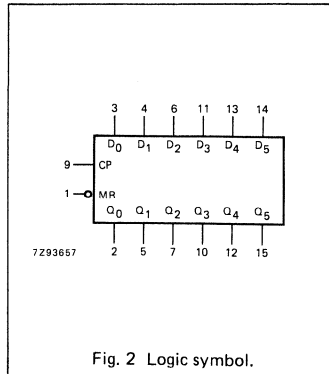 3 4 6 11 13 14
D0 D1 D2 D3 D4 D5
9 CP
1 MR
Q0 Q1 Q2 Q3 Q4 Q5
7Z93657 2 5 7 10 12 15
Fig. 2 Logic symbol.